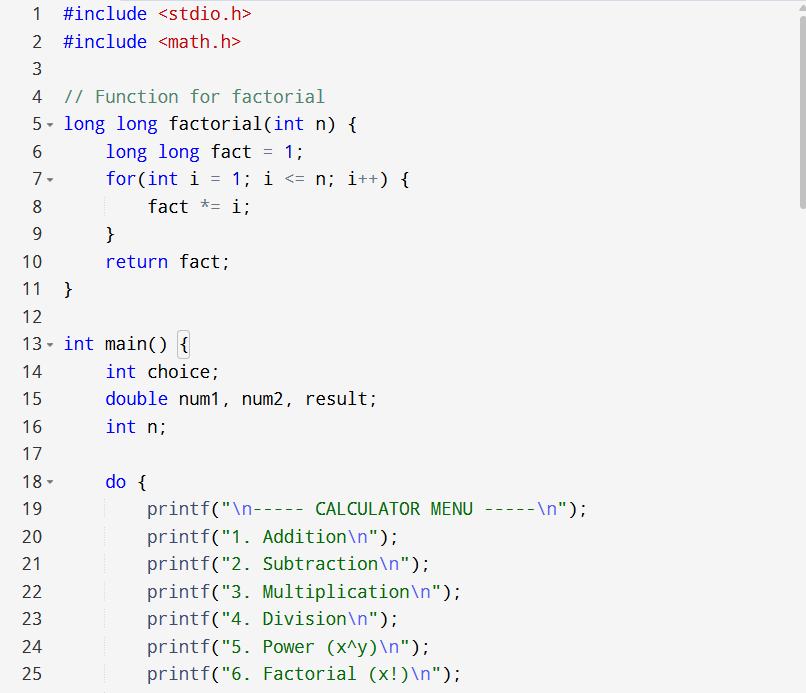 1 #include <stdio.h>
2 #include <math.h>
3
4 // Function for factorial
5 long long factorial(int n) {
6     long long fact = 1;
7     for(int i = 1; i <= n; i++) {
8         fact *= i;
9     }
10     return fact;
11 }
12
13 int main() {
14     int choice;
15     double num1, num2, result;
16     int n;
17
18     do {
19         printf("\n----- CALCULATOR MENU -----\n");
20         printf("1. Addition\n");
21         printf("2. Subtraction\n");
22         printf("3. Multiplication\n");
23         printf("4. Division\n");
24         printf("5. Power (x^y)\n");
25         printf("6. Factorial (x!)\n");